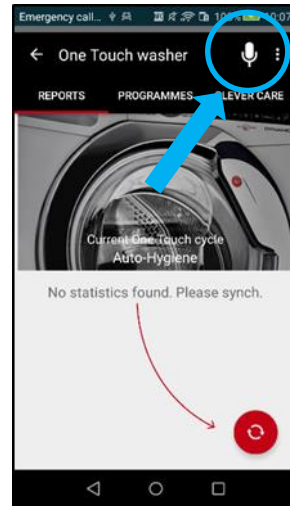 Emergency call...
One Touch washer
REPORTS PROGRAMMES CLEVER CARE
Current One Touch cycle
Auto-Hygiene
No statistics found. Please synch.